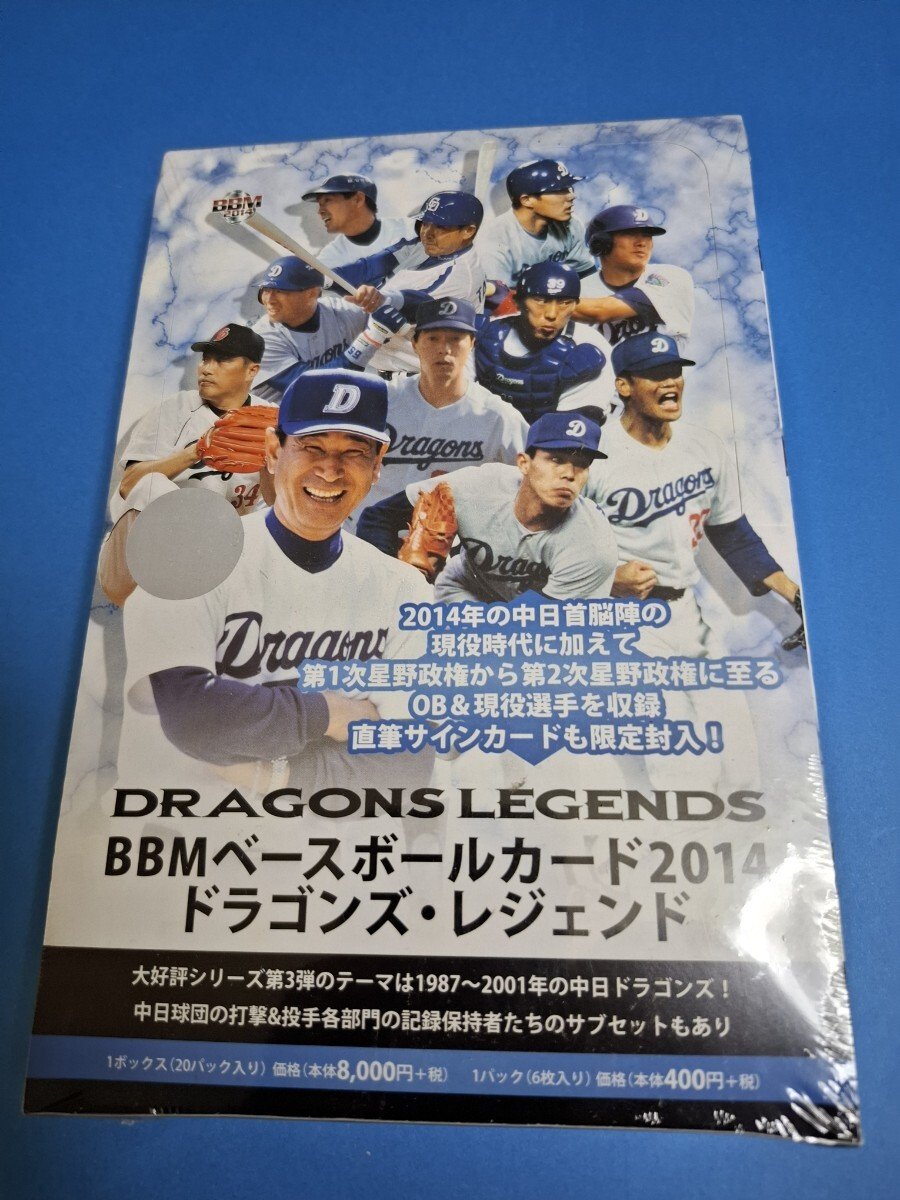 BBM
2014
D
D
D
D
D
Dragons
Dragons
Dragons
Dragons
Dragons
Dragons
34
2014年の中日首脳陣の
現役時代に加えて
第1次星野政権から第2次星野政権に至る
OB&現役選手を収録
直筆サインカードも限定封入!
DRAGONS LEGENDS
BBMベースボールカード2014
ドラゴンズ・レジェンド
大好評シリーズ第3弾のテーマは1987〜2001年の中日ドラゴンズ!
中日球団の打撃&投手各部門の記録保持者たちのサブセットもあり
1ボックス(20パック入り) 価格(本体8,000円+税) 1パック(6枚入り) 価格(本体400円+税)